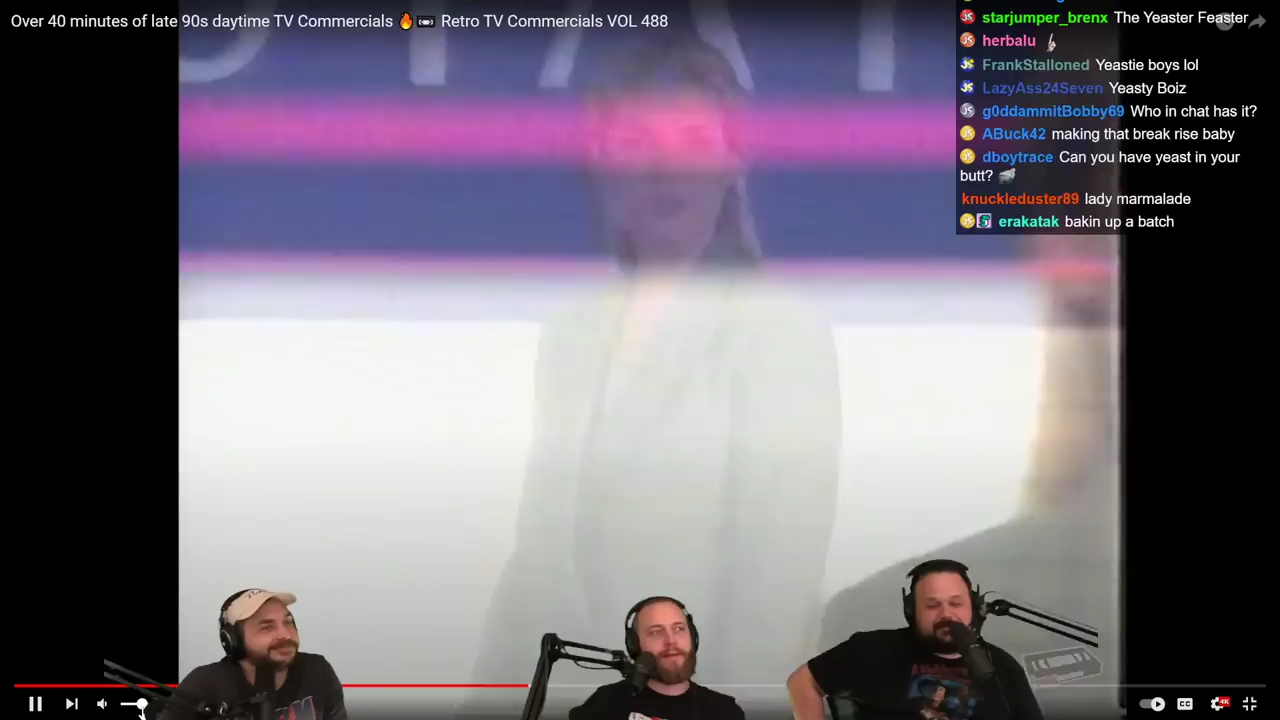 Over 40 minutes of late 90s daytime TV Commercials 🔥📼 Retro TV Commercials VOL 488
starjumper_brenx The Yeaster Feaster
herbalu
FrankStalloned Yeastie boys lol
LazyAss24Seven Yeasty Boiz
g0ddammitBobby69 Who in chat has it?
ABuck42 making that break rise baby
dboytrace Can you have yeast in your
butt?
knuckleduster89 lady marmalade
erakatak bakin up a batch
CC
4K